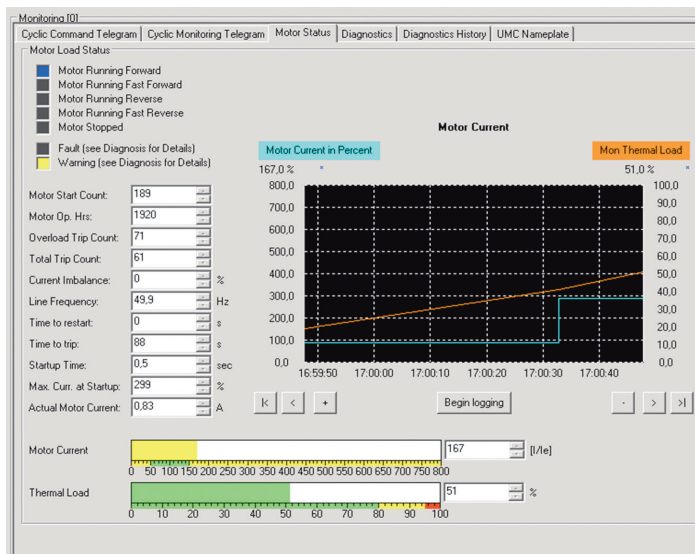 Monitoring [0]
Cyclic Command Telegram Cyclic Monitoring Telegram Motor Status Diagnostics Diagnostics History UMC Nameplate
Motor Load Status
Motor Running Forward
Motor Running Fast Forward
Motor Running Reverse
Motor Running Fast Reverse
Motor Stopped
Fault (see Diagnosis for Details)
Warning (see Diagnosis for Details)
Motor Start Count: 189
Motor Op. Hrs: 1920
Overload Trip Count: 71
Total Trip Count: 61
Current Imbalance: 0 %
Line Frequency: 49,9 Hz
Time to restart: 0 s
Time to trip: 88 s
Startup Time: 0,5 sec
Max. Curr. at Startup: 299 %
Actual Motor Current: 0,83 A
Motor Current
Motor Current in Percent Mon Thermal Load
167,0 % 51,0 %
800,0 100,0
700,0 90,0
600,0 80,0
500,0 70,0
400,0 60,0
300,0 50,0
200,0 40,0
100,0 30,0
0,0 20,0
10,0
0,0
16:59:50 17:00:00 17:00:10 17:00:20 17:00:30 17:00:40
|< < + Begin logging - > >|
Motor Current 167 [I/Ie]
0 50 100 150 200 250 300 350 400 450 500 550 600 650 700 750 800
Thermal Load 51 %
0 10 20 30 40 50 60 70 80 90 100